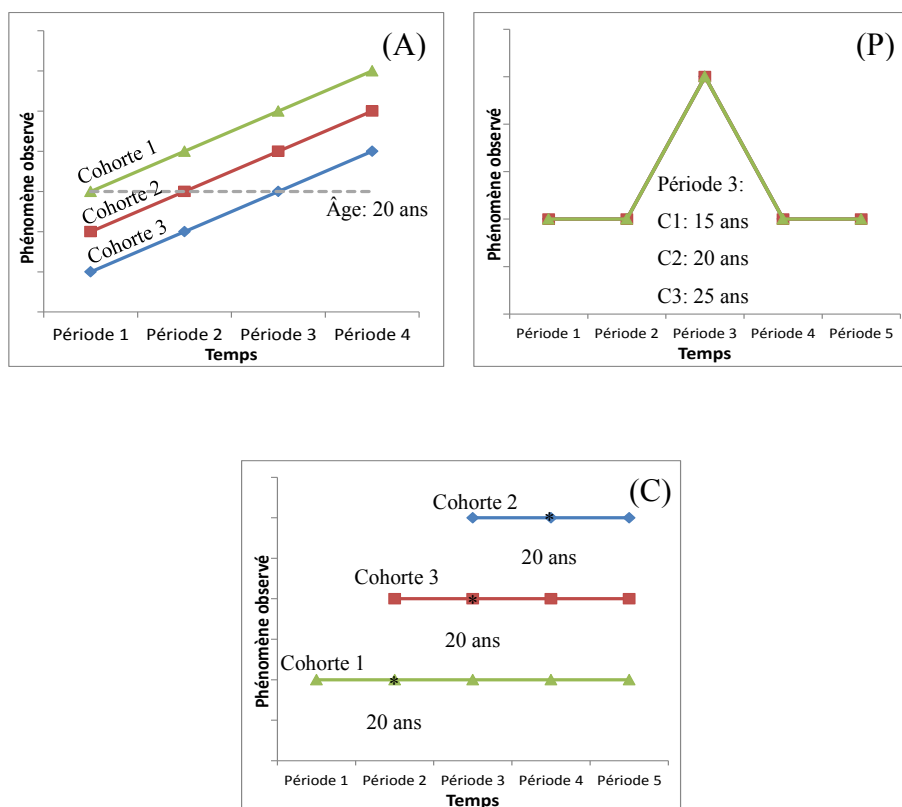 (A)
Phénomène observé
Cohorte 1
Cohorte 2
Cohorte 3
Âge: 20 ans
Période 1 Période 2 Période 3 Période 4
Temps
(P)
Phénomène observé
Période 3:
C1: 15 ans
C2: 20 ans
C3: 25 ans
Période 1 Période 2 Période 3 Période 4 Période 5
Temps
(C)
Phénomène observé
Cohorte 2
*
20 ans
Cohorte 3
*
20 ans
Cohorte 1
*
20 ans
Période 1 Période 2 Période 3 Période 4 Période 5
Temps